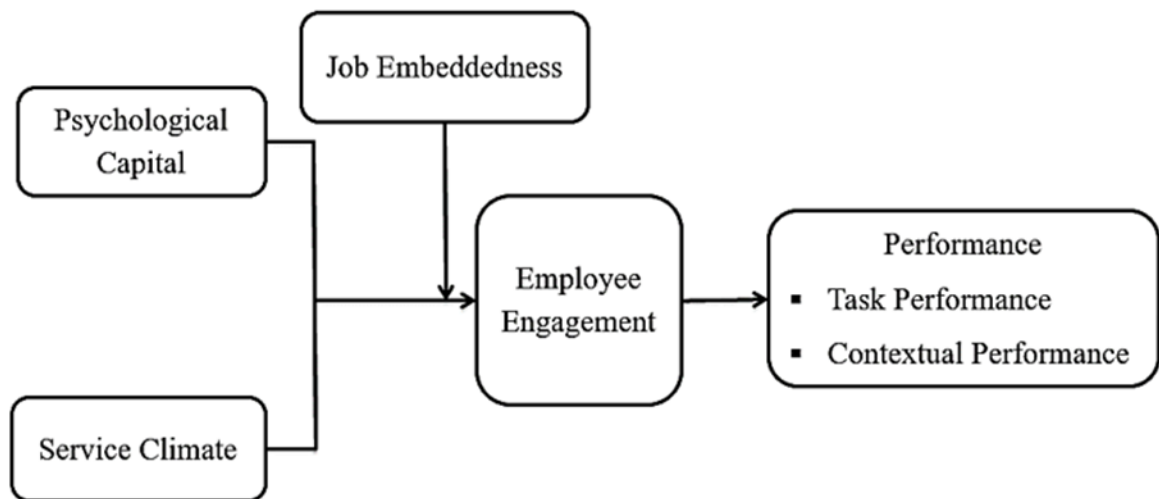 Job Embeddedness
Psychological
Capital
Employee
Engagement
Performance
▪ Task Performance
▪ Contextual Performance
Service Climate